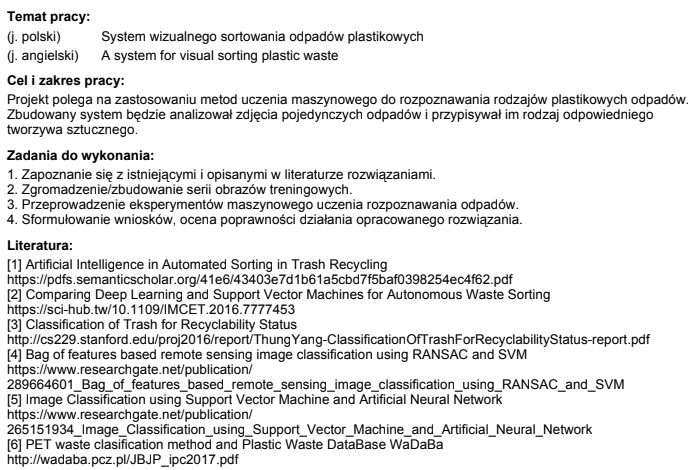 Temat pracy:
(j. polski) System wizualnego sortowania odpadów plastikowych
(j. angielski) A system for visual sorting plastic waste
Cel i zakres pracy:
Projekt polega na zastosowaniu metod uczenia maszynowego do rozpoznawania rodzajów plastikowych odpadów.
Zbudowany system będzie analizował zdjęcia pojedynczych odpadów i przypisywał im rodzaj odpowiedniego
tworzywa sztucznego.
Zadania do wykonania:
1. Zapoznanie się z istniejącymi i opisanymi w literaturze rozwiązaniami.
2. Zgromadzenie/zbudowanie serii obrazów treningowych.
3. Przeprowadzenie eksperymentów maszynowego uczenia rozpoznawania odpadów.
4. Sformułowanie wniosków, ocena poprawności działania opracowanego rozwiązania.
Literatura:
[1] Artificial Intelligence in Automated Sorting in Trash Recycling
https://pdfs.semanticscholar.org/41e6/43403e7d1b61a5cbd7f5baf0398254ec4f62.pdf
[2] Comparing Deep Learning and Support Vector Machines for Autonomous Waste Sorting
https://sci-hub.tw/10.1109/IMCET.2016.7777453
[3] Classification of Trash for Recyclability Status
http://cs229.stanford.edu/proj2016/report/ThungYang-ClassificationOfTrashForRecyclabilityStatus-report.pdf
[4] Bag of features based remote sensing image classification using RANSAC and SVM
https://www.researchgate.net/publication/
289664601_Bag_of_features_based_remote_sensing_image_classification_using_RANSAC_and_SVM
[5] Image Classification using Support Vector Machine and Artificial Neural Network
https://www.researchgate.net/publication/
265151934_Image_Classification_using_Support_Vector_Machine_and_Artificial_Neural_Network
[6] PET waste clasification method and Plastic Waste DataBase WaDaBa
http://wadaba.pcz.pl/JBJP_ipc2017.pdf